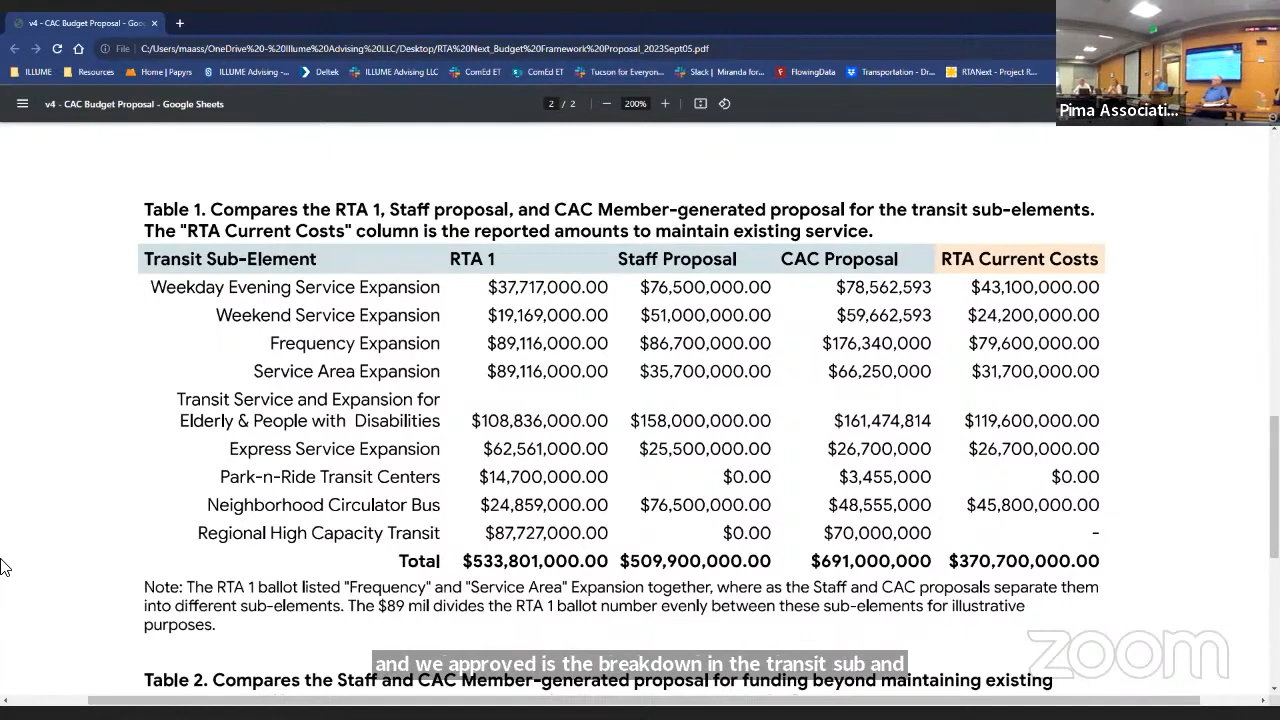 v4 - CAC Budget Proposal - Goo
File C:/Users/maass/OneDrive%20-%20Illume%20Advising%20LLC/Desktop/RTA%20Next_Budget%20Framework%20Proposal_2023Sept05.pdf
ILLUME Resources Home | Papyrs ILLUME Advising -... Deltek ILLUME Advising LLC ComEd ET ComEd ET Tucson for Everyon... Slack | Miranda for... FlowingData Transportation - Dr... RTANext - Project R...
Pima Associati...
v4 - CAC Budget Proposal - Google Sheets 2 / 2 200%
Table 1. Compares the RTA 1, Staff proposal, and CAC Member-generated proposal for the transit sub-elements.
The "RTA Current Costs" column is the reported amounts to maintain existing service.
Transit Sub-Element RTA 1 Staff Proposal CAC Proposal RTA Current Costs
Weekday Evening Service Expansion $37,717,000.00 $76,500,000.00 $78,562,593 $43,100,000.00
Weekend Service Expansion $19,169,000.00 $51,000,000.00 $59,662,593 $24,200,000.00
Frequency Expansion $89,116,000.00 $86,700,000.00 $176,340,000 $79,600,000.00
Service Area Expansion $89,116,000.00 $35,700,000.00 $66,250,000 $31,700,000.00
Transit Service and Expansion for
Elderly & People with Disabilities $108,836,000.00 $158,000,000.00 $161,474,814 $119,600,000.00
Express Service Expansion $62,561,000.00 $25,500,000.00 $26,700,000 $26,700,000.00
Park-n-Ride Transit Centers $14,700,000.00 $0.00 $3,455,000 $0.00
Neighborhood Circulator Bus $24,859,000.00 $76,500,000.00 $48,555,000 $45,800,000.00
Regional High Capacity Transit $87,727,000.00 $0.00 $70,000,000 -
Total $533,801,000.00 $509,900,000.00 $691,000,000 $370,700,000.00
Note: The RTA 1 ballot listed "Frequency" and "Service Area" Expansion together, where as the Staff and CAC proposals separate them
into different sub-elements. The $89 mil divides the RTA 1 ballot number evenly between these sub-elements for illustrative
purposes.
zoom
and we approved is the breakdown in the transit sub and
Table 2. Compares the Staff and CAC Member-generated proposal for funding beyond maintaining existing